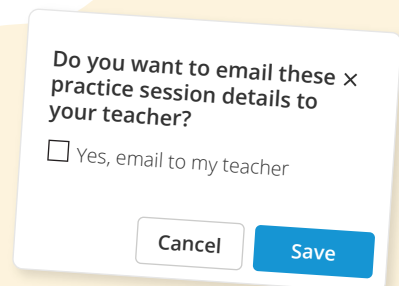 Do you want to email these ×
practice session details to
your teacher?
Yes, email to my teacher
Cancel
Save